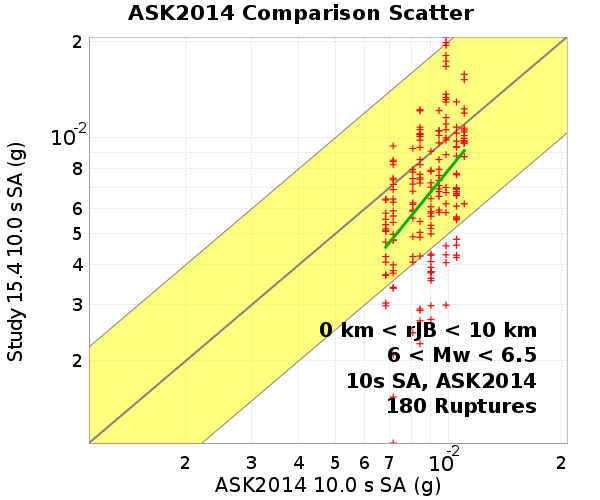 ASK2014 Comparison Scatter
Study 15.4 10.0 s SA (g)
2
10-2
8
6
5
4
3
2
0 km < rJB < 10 km
6 < Mw < 6.5
10s SA, ASK2014
180 Ruptures
2 3 4 5 6 7 10-2 2
ASK2014 10.0 s SA (g)